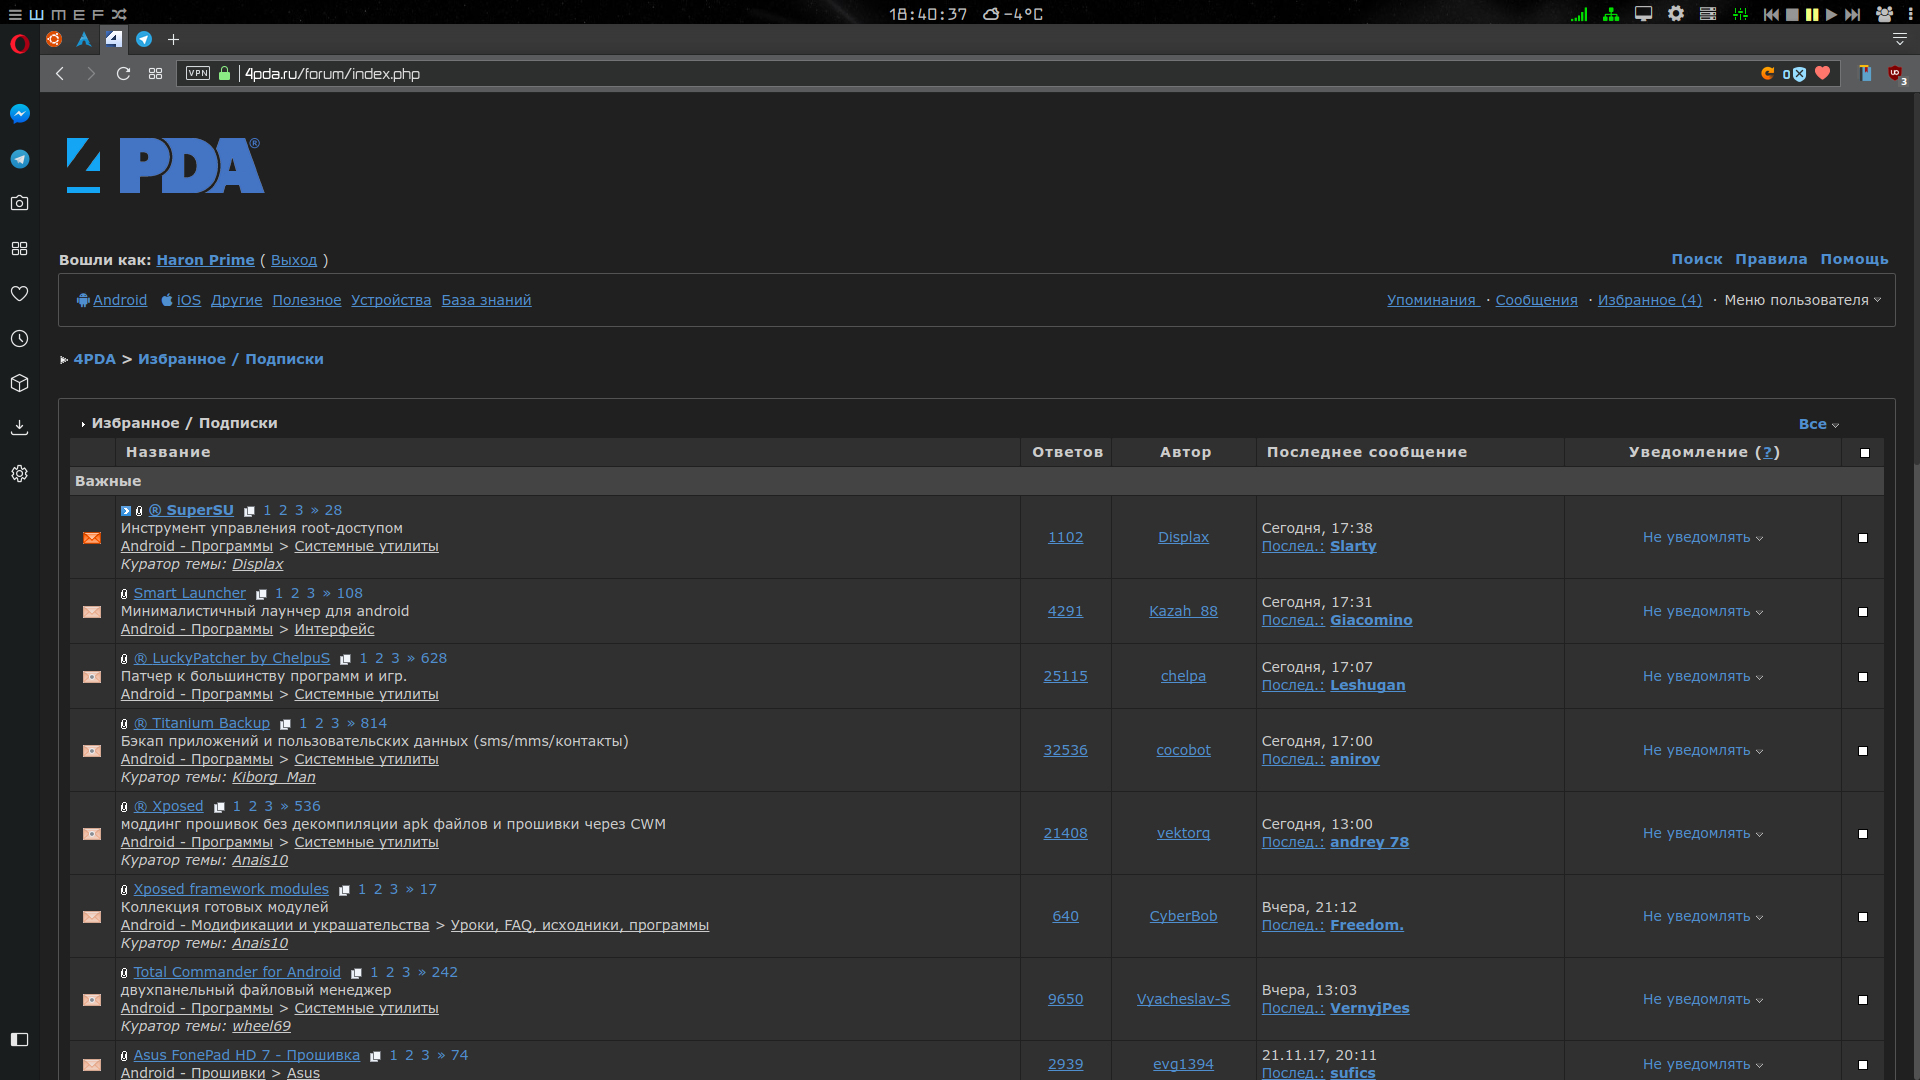 18:40:37 -4°C
VPN 4pda.ru/forum/index.php 0 3
4PDA®
Вошли как: Haron Prime ( Выход )
Поиск Правила Помощь
Android iOS Другие Полезное Устройства База знаний
Упоминания · Сообщения · Избранное (4) · Меню пользователя
4PDA > Избранное / Подписки
Избранное / Подписки
Все
Название Ответов Автор Последнее сообщение Уведомление (?)
Важные
® SuperSU 1 2 3 » 28
Инструмент управления root-доступом
Android - Программы > Системные утилиты
Куратор темы: Displax
1102 Displax
Сегодня, 17:38
Послед.: Slarty
Не уведомлять
Smart Launcher 1 2 3 » 108
Минималистичный лаунчер для android
Android - Программы > Интерфейс
4291 Kazah_88
Сегодня, 17:31
Послед.: Giacomino
Не уведомлять
® LuckyPatcher by ChelpuS 1 2 3 » 628
Патчер к большинству программ и игр.
Android - Программы > Системные утилиты
25115 chelpa
Сегодня, 17:07
Послед.: Leshugan
Не уведомлять
® Titanium Backup 1 2 3 » 814
Бэкап приложений и пользовательских данных (sms/mms/контакты)
Android - Программы > Системные утилиты
Куратор темы: Kiborg_Man
32536 cocobot
Сегодня, 17:00
Послед.: anirov
Не уведомлять
® Xposed 1 2 3 » 536
моддинг прошивок без декомпиляции apk файлов и прошивки через CWM
Android - Программы > Системные утилиты
Куратор темы: Anais10
21408 vektorq
Сегодня, 13:00
Послед.: andrey 78
Не уведомлять
Xposed framework modules 1 2 3 » 17
Коллекция готовых модулей
Android - Модификации и украшательства > Уроки, FAQ, исходники, программы
Куратор темы: Anais10
640 CyberBob
Вчера, 21:12
Послед.: Freedom.
Не уведомлять
Total Commander for Android 1 2 3 » 242
двухпанельный файловый менеджер
Android - Программы > Системные утилиты
Куратор темы: wheel69
9650 Vyacheslav-S
Вчера, 13:03
Послед.: VernyjPes
Не уведомлять
Asus FonePad HD 7 - Прошивка 1 2 3 » 74
Android - Прошивки > Asus
2939 evg1394
21.11.17, 20:11
Послед.: sufics
Не уведомлять